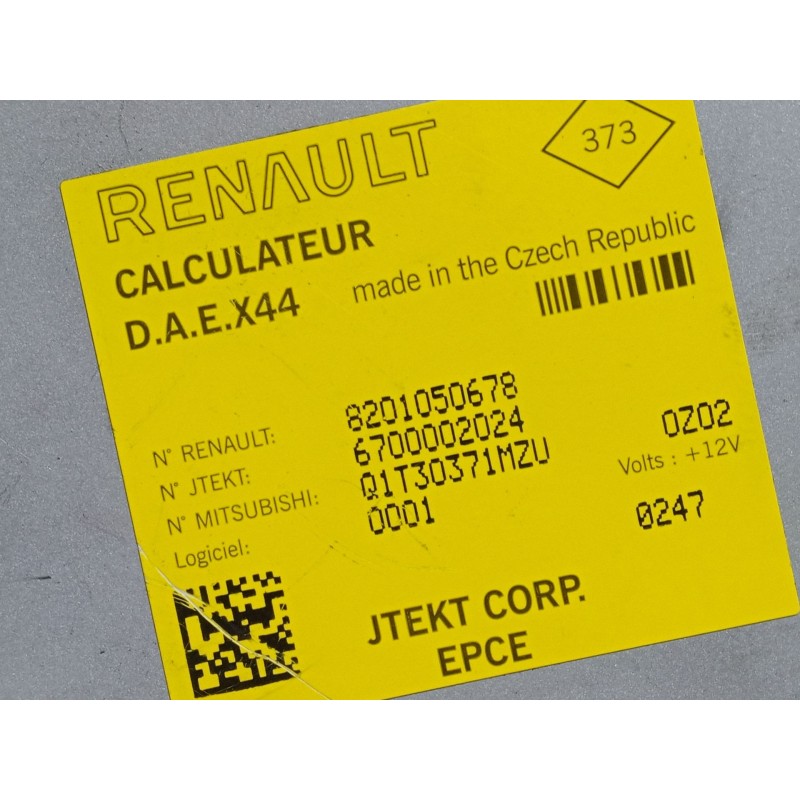 RENAULT
373
CALCULATEUR
made in the Czech Republic
D.A.E.X44
N° RENAULT: 8201050678
N° JTEKT: 6700002024 0Z02
N° MITSUBISHI: Q1T30371MZU Volts : +12V
Logiciel: 0001 0247
JTEKT CORP.
EPCE